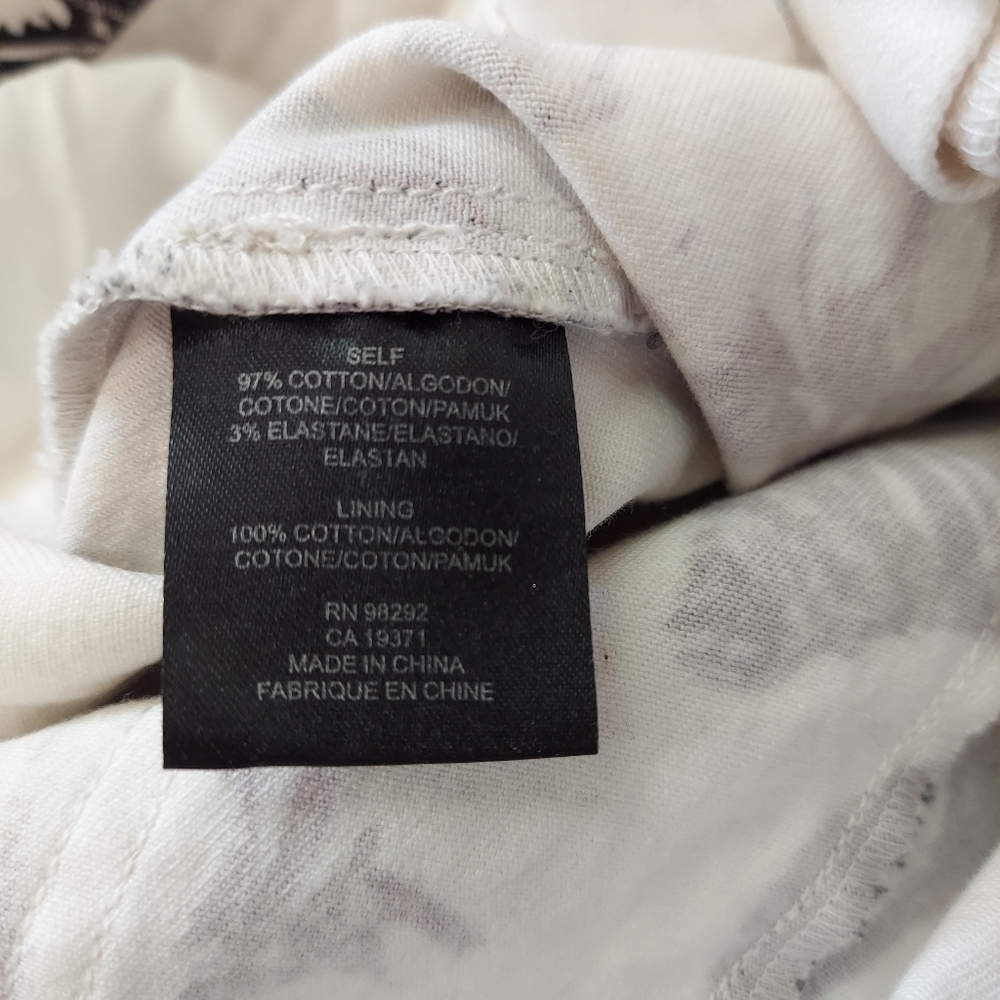 SELF
97% COTTON/ALGODON/
COTONE/COTON/PAMUK
3% ELASTANE/ELASTANO/
ELASTAN
LINING
100% COTTON/ALGODON/
COTONE/COTON/PAMUK
RN 98292
CA 19371
MADE IN CHINA
FABRIQUE EN CHINE